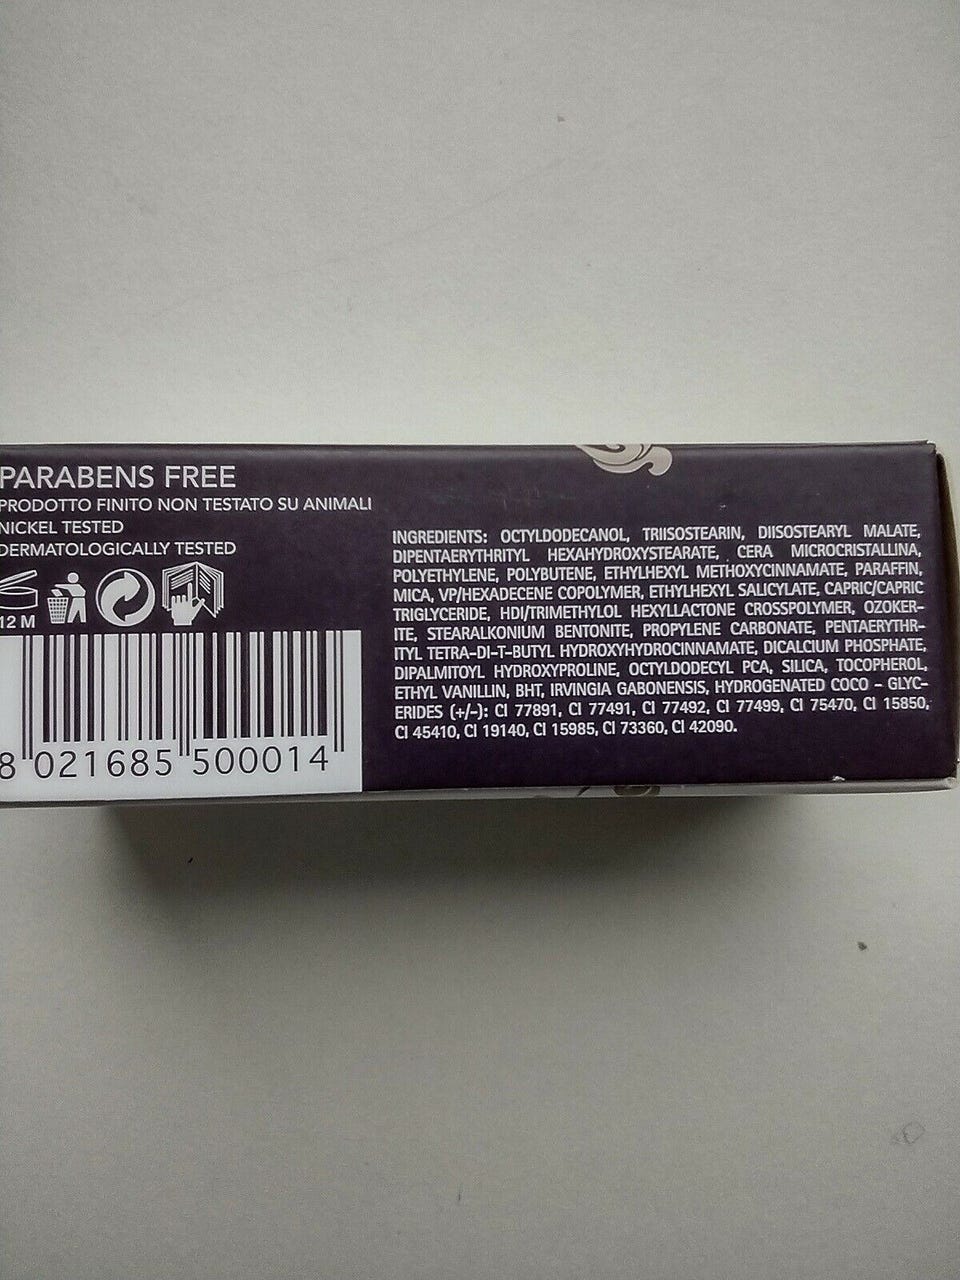 PARABENS FREE
PRODOTTO FINITO NON TESTATO SU ANIMALI
NICKEL TESTED
DERMATOLOGICALLY TESTED
12 M
8 021685 500014
INGREDIENTS: OCTYLDODECANOL, TRIISOSTEARIN, DIISOSTEARYL MALATE,
DIPENTAERYTHRITYL HEXAHYDROXYSTEARATE, CERA MICROCRISTALLINA,
POLYETHYLENE, POLYBUTENE, ETHYLHEXYL METHOXYCINNAMATE, PARAFFIN,
MICA, VP/HEXADECENE COPOLYMER, ETHYLHEXYL SALICYLATE, CAPRIC/CAPRIC
TRIGLYCERIDE, HDI/TRIMETHYLOL HEXYLLACTONE CROSSPOLYMER, OZOKER-
ITE, STEARALKONIUM BENTONITE, PROPYLENE CARBONATE, PENTAERYTHR-
ITYL TETRA-DI-T-BUTYL HYDROXYHYDROCINNAMATE, DICALCIUM PHOSPHATE,
DIPALMITOYL HYDROXYPROLINE, OCTYLDODECYL PCA, SILICA, TOCOPHEROL,
ETHYL VANILLIN, BHT, IRVINGIA GABONENSIS, HYDROGENATED COCO - GLYC-
ERIDES (+/-): CI 77891, CI 77491, CI 77492, CI 77499, CI 75470, CI 15850,
CI 45410, CI 19140, CI 15985, CI 73360, CI 42090.